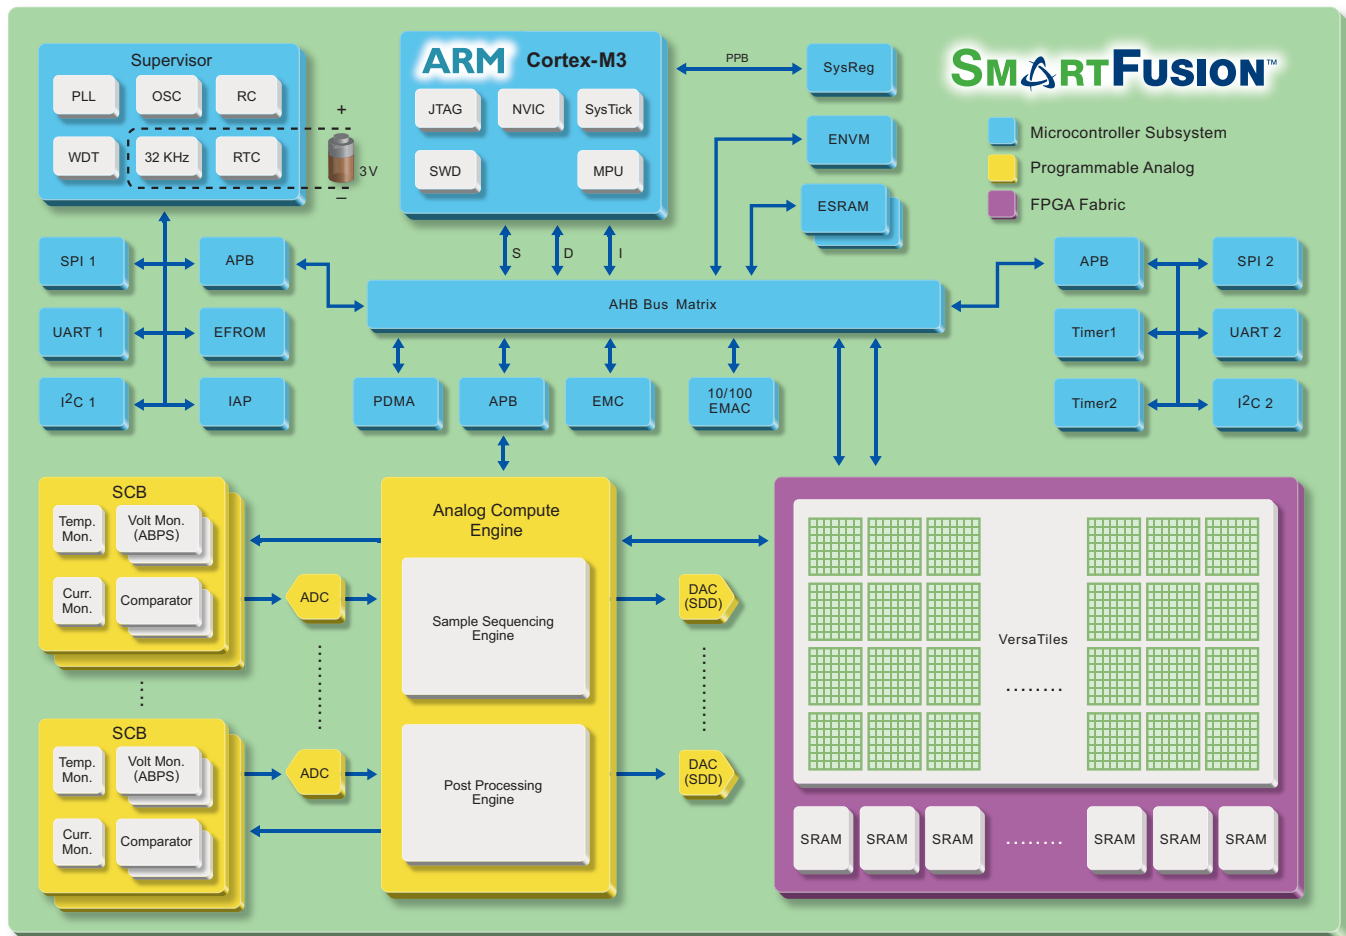 Supervisor
PLL
OSC
RC
WDT
32 KHz
RTC
+
3V
–
ARM Cortex-M3
JTAG
NVIC
SysTick
SWD
MPU
PPB
SysReg
ENVM
ESRAM
SMARTFUSION™
Microcontroller Subsystem
Programmable Analog
FPGA Fabric
S
D
I
SPI 1
APB
UART 1
EFROM
I²C 1
IAP
AHB Bus Matrix
PDMA
APB
EMC
10/100
EMAC
APB
SPI 2
Timer1
UART 2
Timer2
I²C 2
SCB
Temp.
Mon.
Volt Mon.
(ABPS)
Curr.
Mon.
Comparator
ADC
SCB
Temp.
Mon.
Volt Mon.
(ABPS)
Curr.
Mon.
Comparator
ADC
Analog Compute
Engine
Sample Sequencing
Engine
Post Processing
Engine
DAC
(SDD)
DAC
(SDD)
VersaTiles
........
SRAM
SRAM
SRAM
........
SRAM
SRAM
SRAM